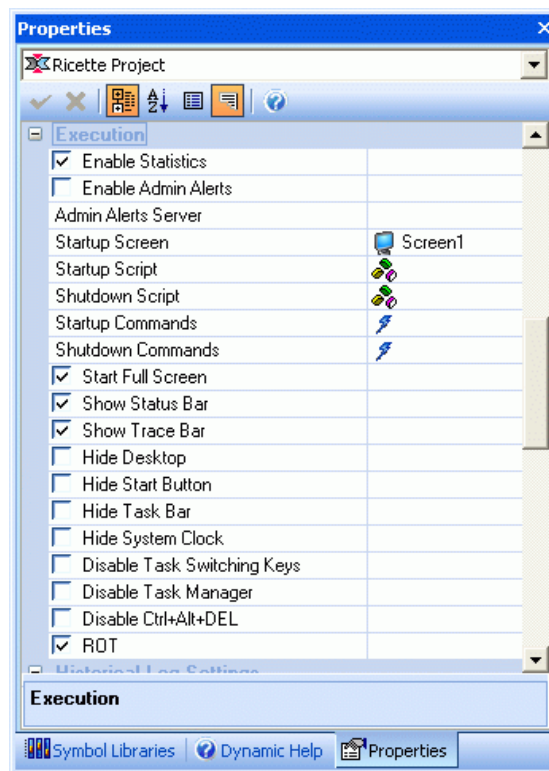 Properties
Ricette Project
Execution
Enable Statistics
Enable Admin Alerts
Admin Alerts Server
Startup Screen Screen1
Startup Script
Shutdown Script
Startup Commands
Shutdown Commands
Start Full Screen
Show Status Bar
Show Trace Bar
Hide Desktop
Hide Start Button
Hide Task Bar
Hide System Clock
Disable Task Switching Keys
Disable Task Manager
Disable Ctrl+Alt+DEL
ROT
Historical Log Settings
Execution
Symbol Libraries Dynamic Help Properties